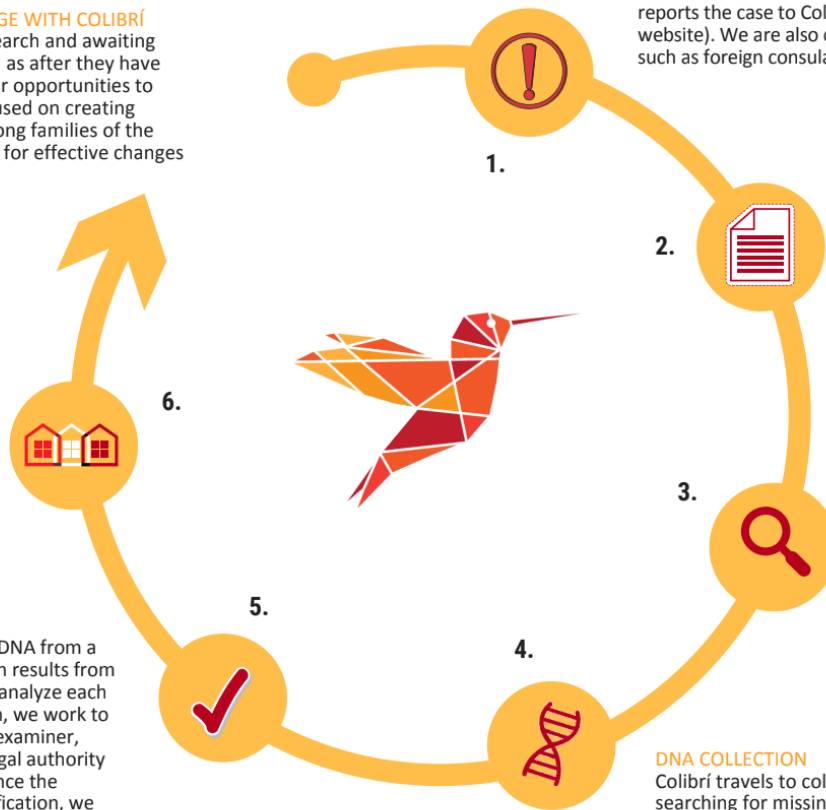 GE WITH COLIBRÍ
earch and awaiting
as after they have
r opportunities to
used on creating
ong families of the
for effective changes
reports the case to Col
website). We are also
such as foreign consula
1.
2.
3.
4.
DNA COLLECTION
Colibrí travels to col
searching for missin
5.
DNA from a
n results from
analyze each
, we work to
examiner,
gal authority
nce the
fication, we
6.